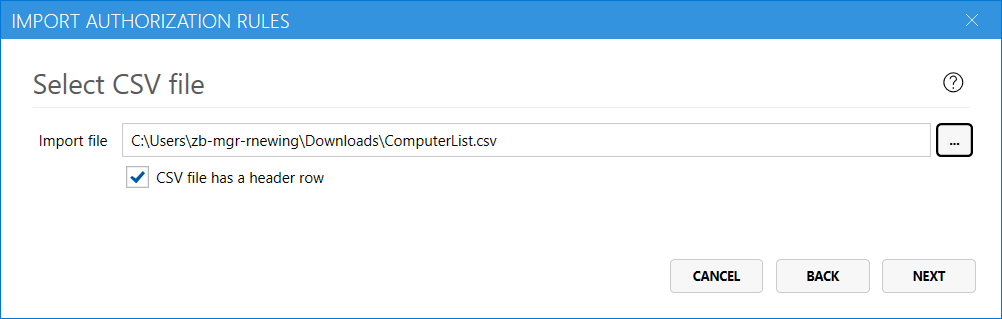 IMPORT AUTHORIZATION RULES
Select CSV file
?
Import file C:\Users\zb-mgr-rnewing\Downloads\ComputerList.csv ...
CSV file has a header row
CANCEL BACK NEXT